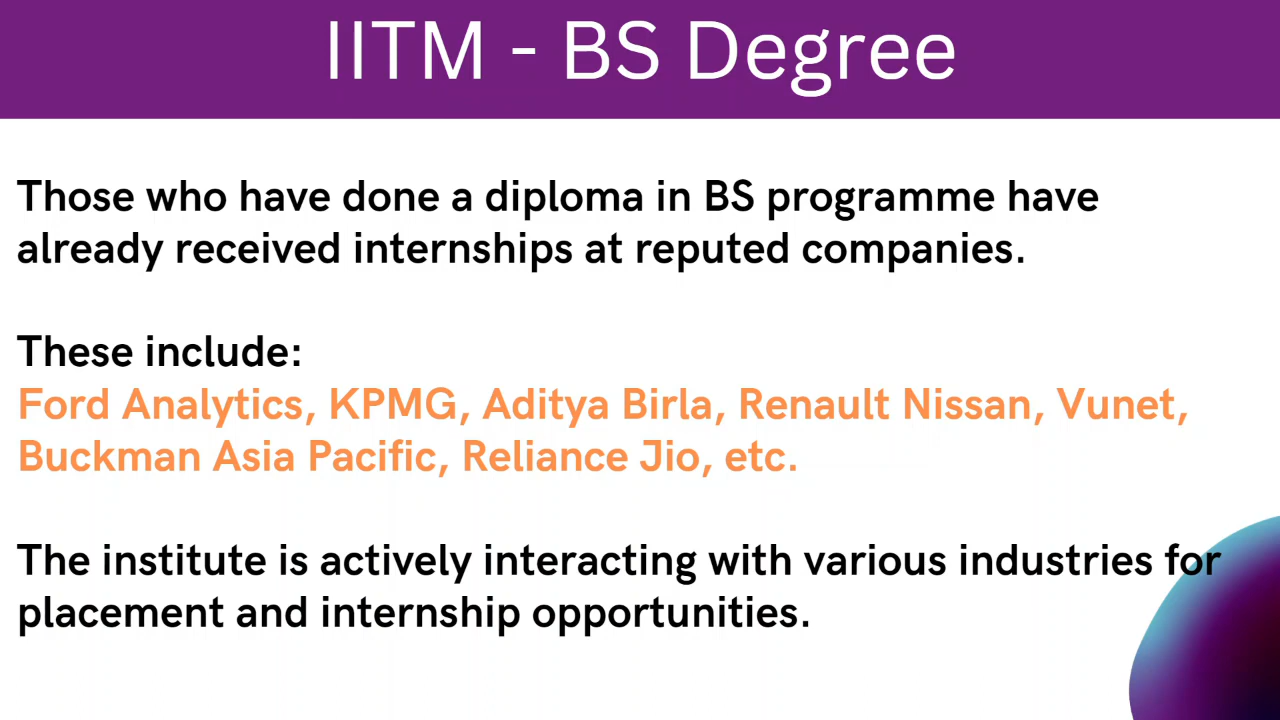 IITM - BS Degree
Those who have done a diploma in BS programme have
already received internships at reputed companies.
These include:
Ford Analytics, KPMG, Aditya Birla, Renault Nissan, Vunet,
Buckman Asia Pacific, Reliance Jio, etc.
The institute is actively interacting with various industries for
placement and internship opportunities.